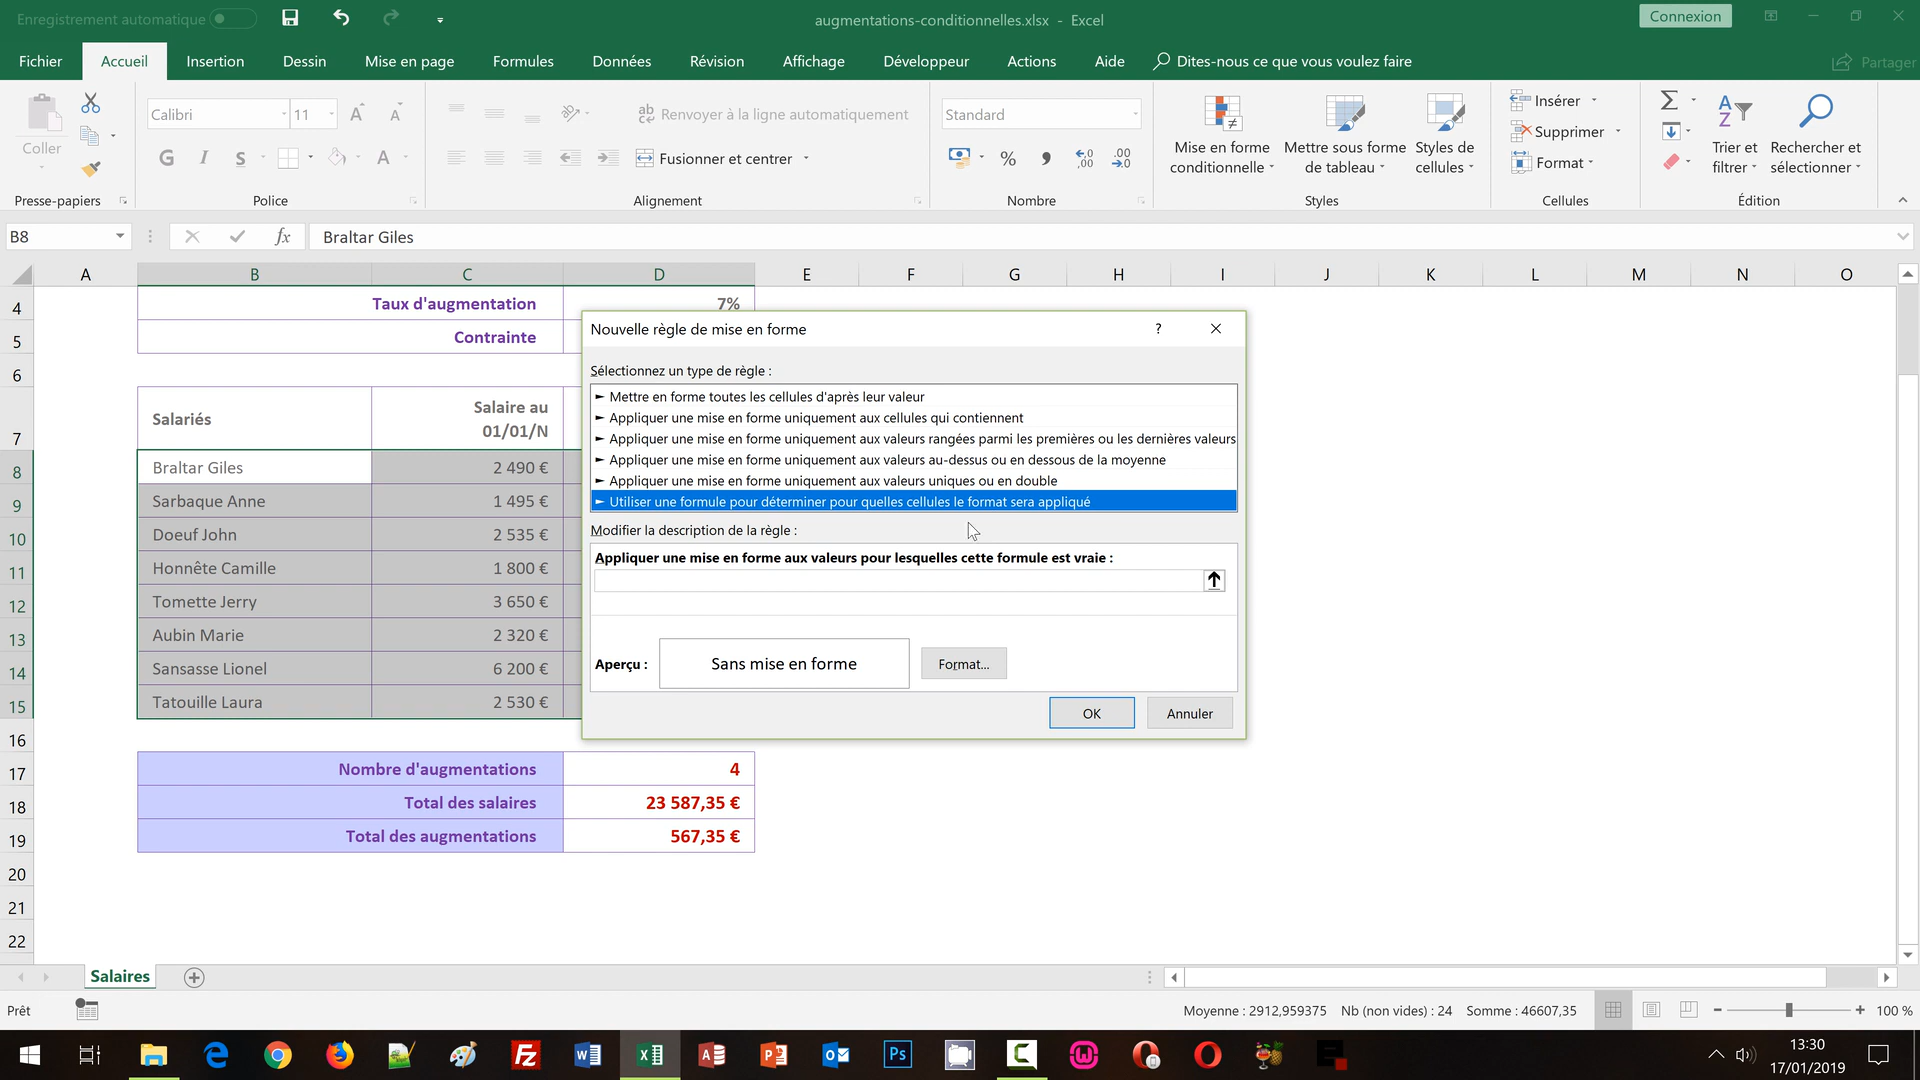 Enregistrement automatique
augmentations-conditionnelles.xlsx - Excel
Connexion
Fichier
Accueil
Insertion
Dessin
Mise en page
Formules
Données
Révision
Affichage
Développeur
Actions
Aide
Dites-nous ce que vous voulez faire
Partager
Coller
Presse-papiers
Calibri
11
G I S
Police
Renvoyer à la ligne automatiquement
Fusionner et centrer
Alignement
Standard
%
Nombre
Mise en forme
conditionnelle
Mettre sous forme
de tableau
Styles de
cellules
Styles
Insérer
Supprimer
Format
Cellules
Trier et
filtrer
Rechercher et
sélectionner
Édition
B8
fx
Braltar Giles
A B C D E F G H I J K L M N O
4 Taux d'augmentation 7%
5 Contrainte
6
7 Salariés Salaire au
01/01/N
8 Braltar Giles 2 490 €
9 Sarbaque Anne 1 495 €
10 Doeuf John 2 535 €
11 Honnête Camille 1 800 €
12 Tomette Jerry 3 650 €
13 Aubin Marie 2 320 €
14 Sansasse Lionel 6 200 €
15 Tatouille Laura 2 530 €
16
17 Nombre d'augmentations 4
18 Total des salaires 23 587,35 €
19 Total des augmentations 567,35 €
20
21
22
Nouvelle règle de mise en forme
?
Sélectionnez un type de règle :
► Mettre en forme toutes les cellules d'après leur valeur
► Appliquer une mise en forme uniquement aux cellules qui contiennent
► Appliquer une mise en forme uniquement aux valeurs rangées parmi les premières ou les dernières valeurs
► Appliquer une mise en forme uniquement aux valeurs au-dessus ou en dessous de la moyenne
► Appliquer une mise en forme uniquement aux valeurs uniques ou en double
► Utiliser une formule pour déterminer pour quelles cellules le format sera appliqué
Modifier la description de la règle :
Appliquer une mise en forme aux valeurs pour lesquelles cette formule est vraie :
Aperçu :
Sans mise en forme
Format...
OK
Annuler
Salaires
Prêt
Moyenne : 2912,959375 Nb (non vides) : 24 Somme : 46607,35
100 %
13:30
17/01/2019